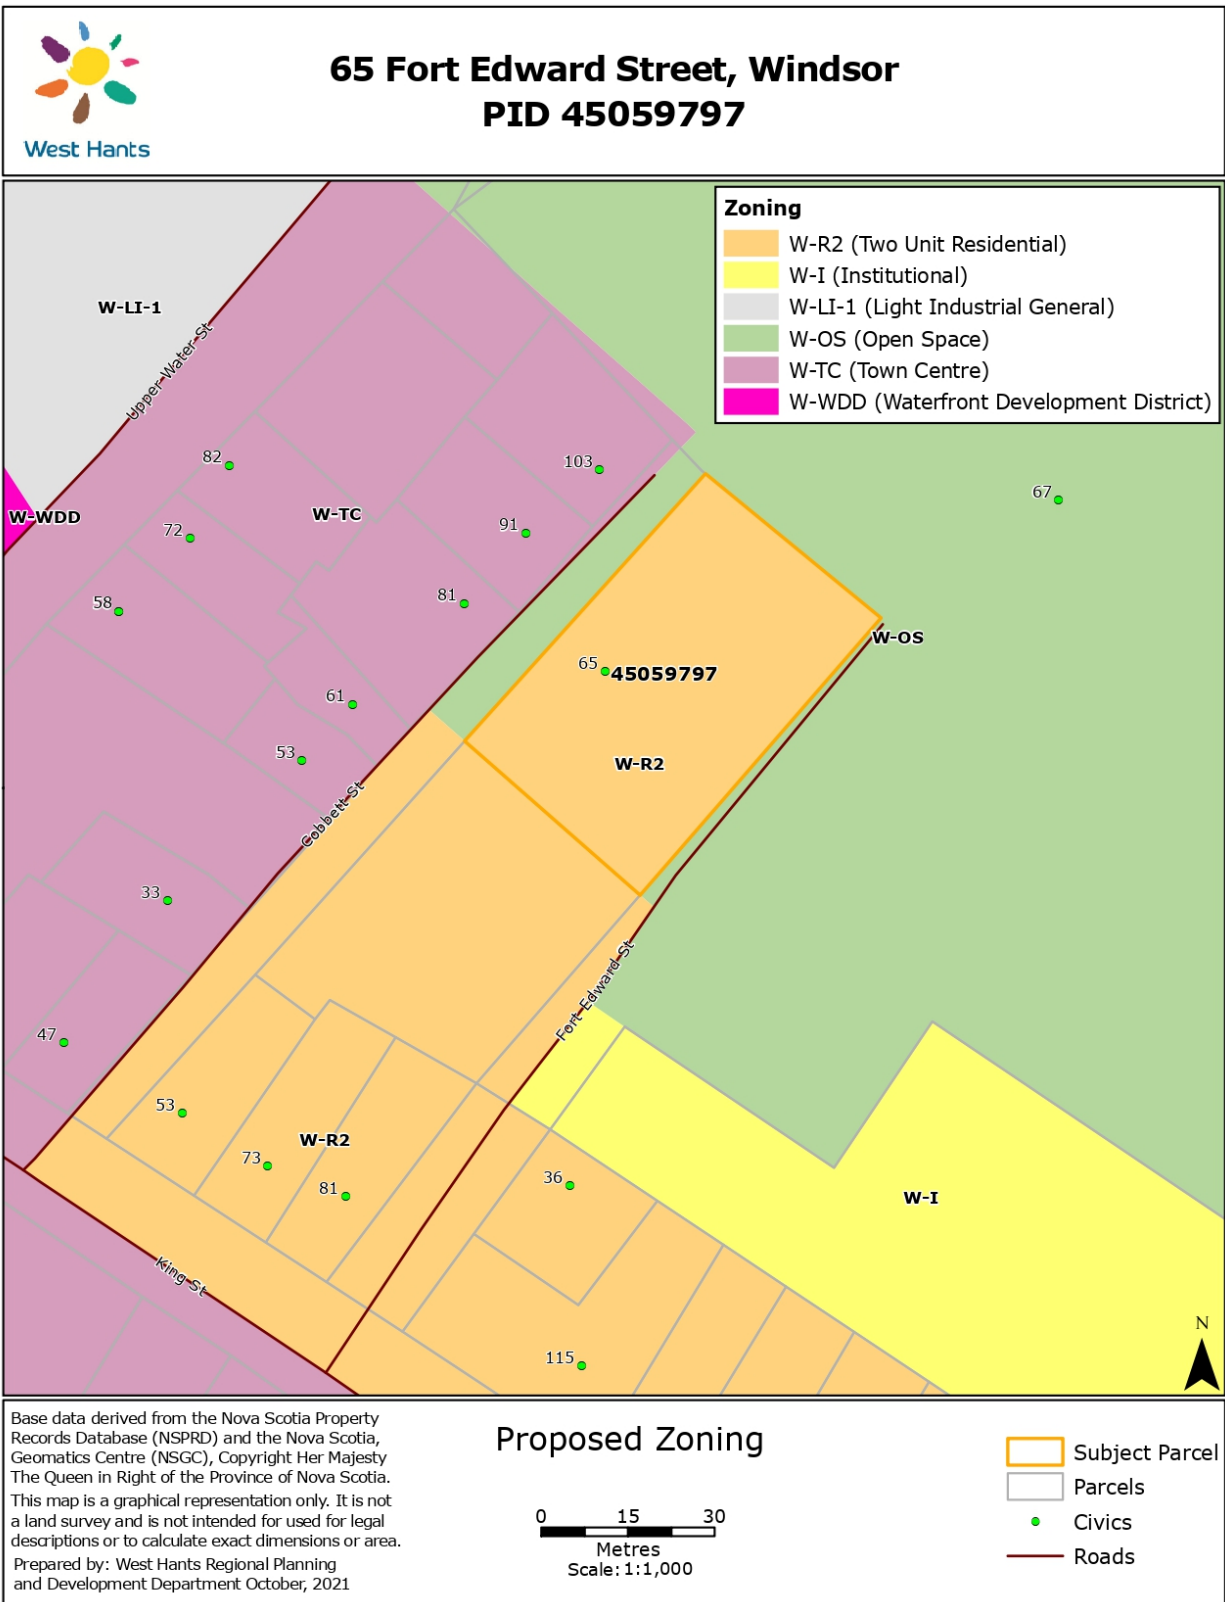 65 Fort Edward Street, Windsor
PID 45059797
West Hants
Zoning
W-R2 (Two Unit Residential)
W-I (Institutional)
W-LI-1 (Light Industrial General)
W-OS (Open Space)
W-TC (Town Centre)
W-WDD (Waterfront Development District)
W-LI-1
Upper Water St
82
103
67
W-WDD
W-TC
72
91
58
81
W-OS
65
45059797
61
53
W-R2
Cobbett St
33
Fort Edward St
47
53
W-R2
73
81
36
W-I
King St
115
N
Base data derived from the Nova Scotia Property
Records Database (NSPRD) and the Nova Scotia,
Geomatics Centre (NSGC), Copyright Her Majesty
The Queen in Right of the Province of Nova Scotia.
This map is a graphical representation only. It is not
a land survey and is not intended for used for legal
descriptions or to calculate exact dimensions or area.
Prepared by: West Hants Regional Planning
and Development Department October, 2021
Proposed Zoning
0 15 30
Metres
Scale: 1:1,000
Subject Parcel
Parcels
Civics
Roads